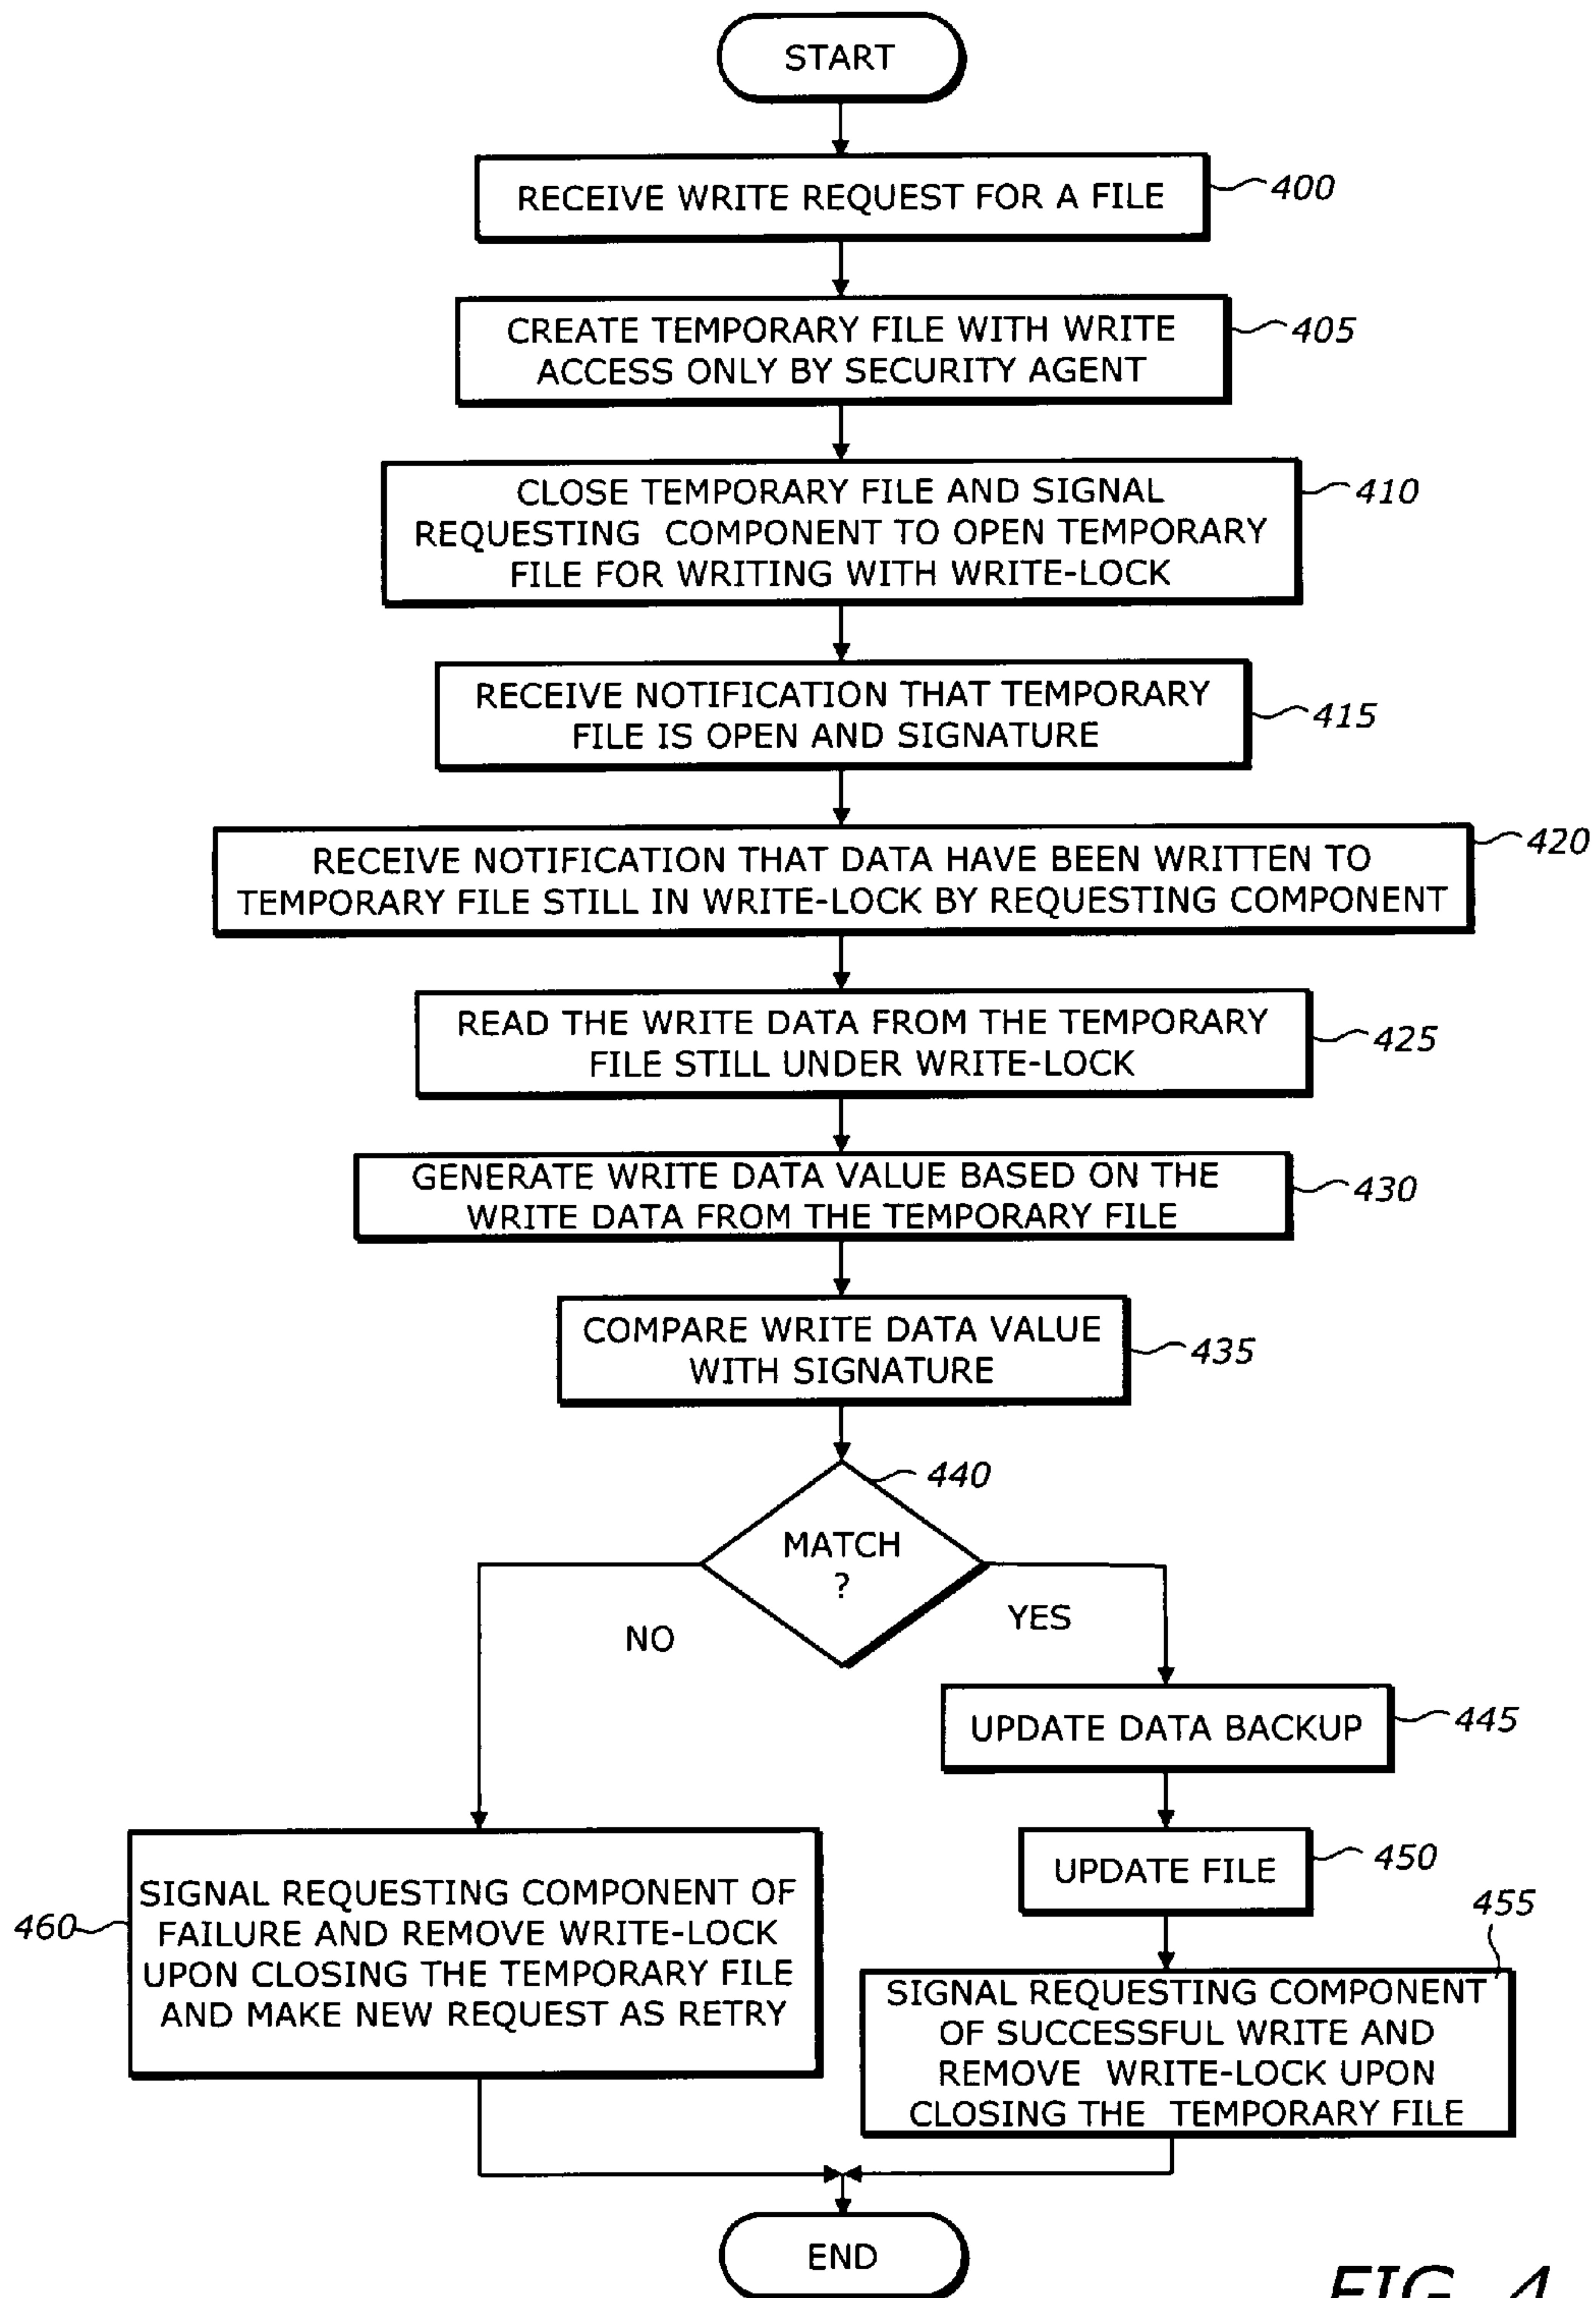 START
RECEIVE WRITE REQUEST FOR A FILE
400
CREATE TEMPORARY FILE WITH WRITE
ACCESS ONLY BY SECURITY AGENT
405
CLOSE TEMPORARY FILE AND SIGNAL
REQUESTING COMPONENT TO OPEN TEMPORARY
FILE FOR WRITING WITH WRITE-LOCK
410
RECEIVE NOTIFICATION THAT TEMPORARY
FILE IS OPEN AND SIGNATURE
415
RECEIVE NOTIFICATION THAT DATA HAVE BEEN WRITTEN TO
TEMPORARY FILE STILL IN WRITE-LOCK BY REQUESTING COMPONENT
420
READ THE WRITE DATA FROM THE TEMPORARY
FILE STILL UNDER WRITE-LOCK
425
GENERATE WRITE DATA VALUE BASED ON THE
WRITE DATA FROM THE TEMPORARY FILE
430
COMPARE WRITE DATA VALUE
WITH SIGNATURE
435
440
MATCH
?
NO
YES
UPDATE DATA BACKUP
445
UPDATE FILE
450
455
SIGNAL REQUESTING COMPONENT
OF SUCCESSFUL WRITE AND
REMOVE WRITE-LOCK UPON
CLOSING THE TEMPORARY FILE
460
SIGNAL REQUESTING COMPONENT OF
FAILURE AND REMOVE WRITE-LOCK
UPON CLOSING THE TEMPORARY FILE
AND MAKE NEW REQUEST AS RETRY
END
FIG. 4